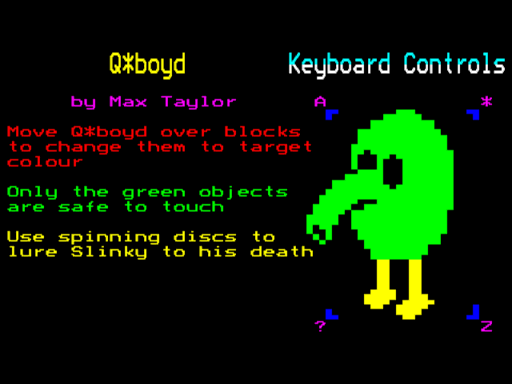 Q*boyd
Keyboard Controls
by Max Taylor
A
*
Move Q*boyd over blocks
to change them to target
colour
Only the green objects
are safe to touch
Use spinning discs to
lure Slinky to his death
?
Z